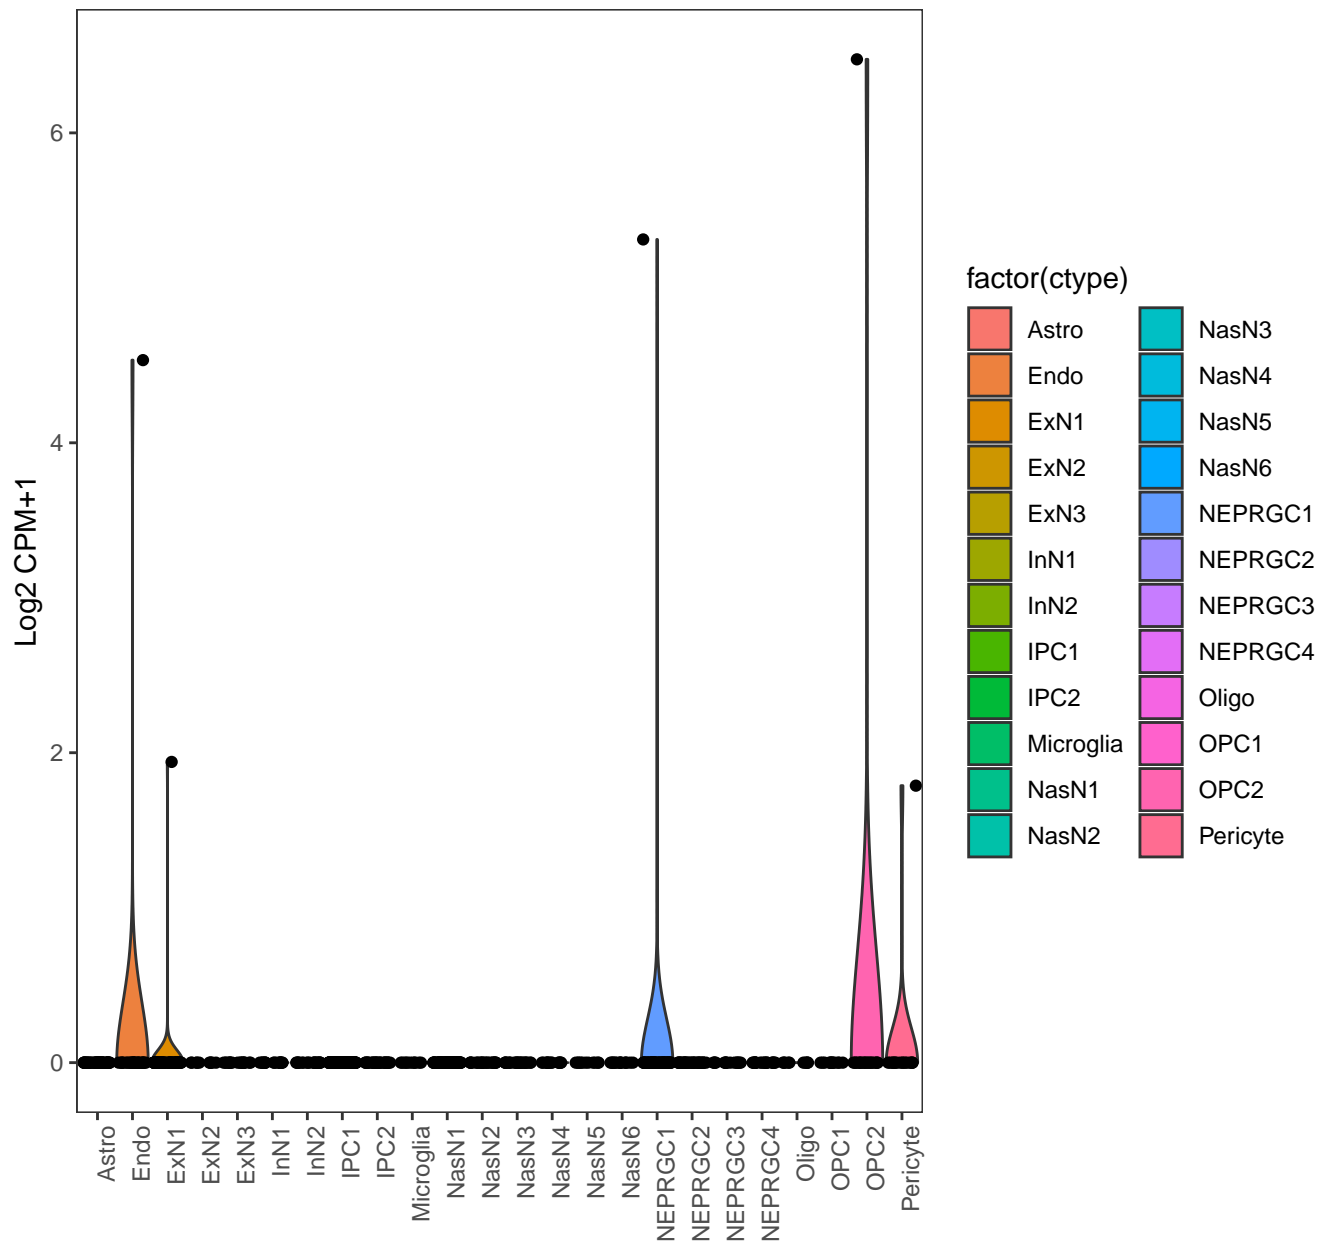 6
4
2
0
Log2 CPM+1
Astro
Endo
ExN1
ExN2
ExN3
InN1
InN2
IPC1
IPC2
Microglia
NasN1
NasN2
NasN3
NasN4
NasN5
NasN6
NEPRGC1
NEPRGC2
NEPRGC3
NEPRGC4
Oligo
OPC1
OPC2
Pericyte
factor(ctype)
Astro
Endo
ExN1
ExN2
ExN3
InN1
InN2
IPC1
IPC2
Microglia
NasN1
NasN2
NasN3
NasN4
NasN5
NasN6
NEPRGC1
NEPRGC2
NEPRGC3
NEPRGC4
Oligo
OPC1
OPC2
Pericyte